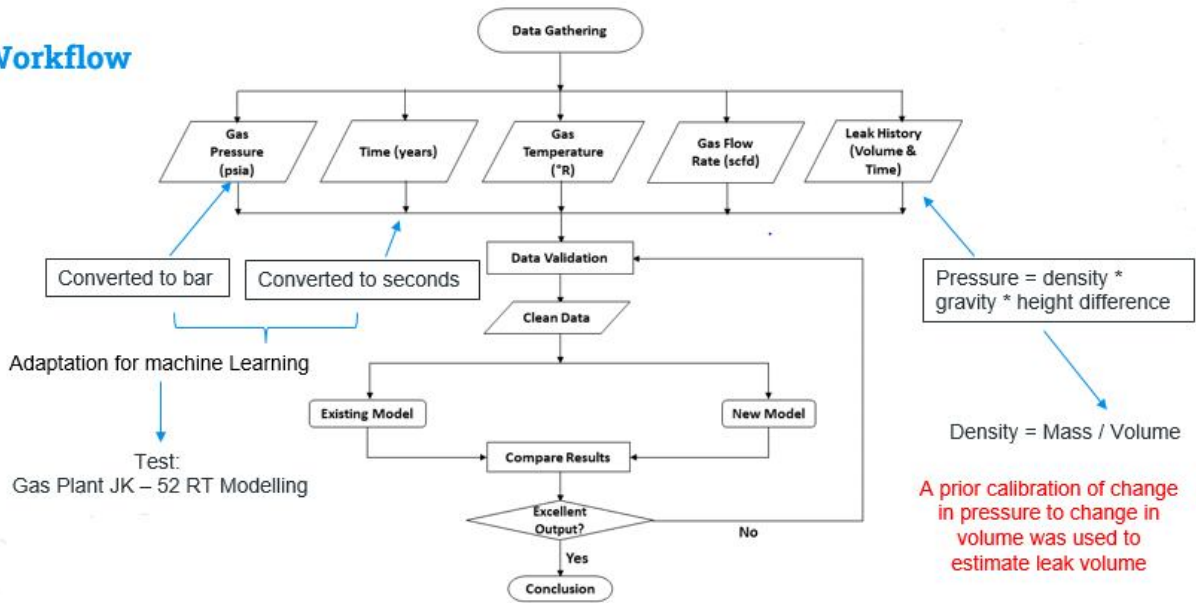 Workflow
Data Gathering
Gas
Pressure
(psia)
Time (years)
Gas
Temperature
(°R)
Gas Flow
Rate (scfd)
Leak History
(Volume &
Time)
Converted to bar
Converted to seconds
Data Validation
Pressure = density *
gravity * height difference
Clean Data
Adaptation for machine Learning
Existing Model
New Model
Density = Mass / Volume
Test:
Gas Plant JK – 52 RT Modelling
Compare Results
A prior calibration of change
in pressure to change in
volume was used to
estimate leak volume
Excellent
Output?
No
Yes
Conclusion